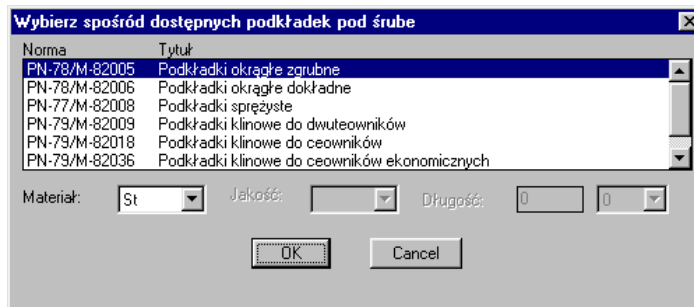 Wybierz spośród dostępnych podkładek pod śrube
Norma Tytuł
PN-78/M-82005 Podkładki okrągłe zgrubne
PN-78/M-82006 Podkładki okrągłe dokładne
PN-77/M-82008 Podkładki sprężyste
PN-79/M-82009 Podkładki klinowe do dwuteowników
PN-79/M-82018 Podkładki klinowe do ceowników
PN-79/M-82036 Podkładki klinowe do ceowników ekonomicznych
Materiał: St Jakość: Długość: 0 0
OK Cancel